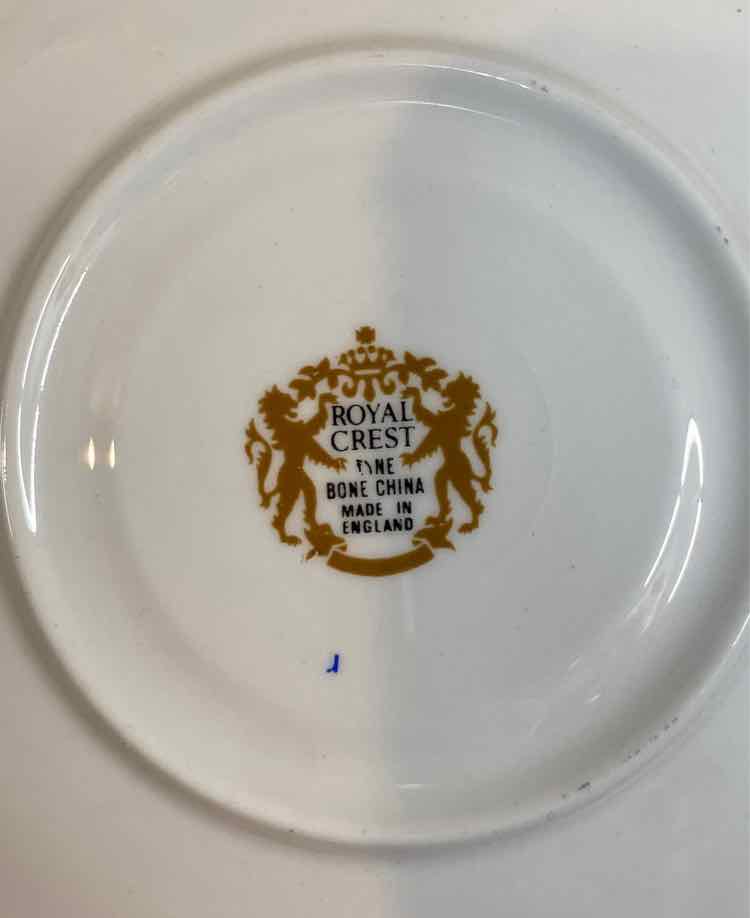 ROYAL
CREST
FINE
BONE CHINA
MADE IN
ENGLAND